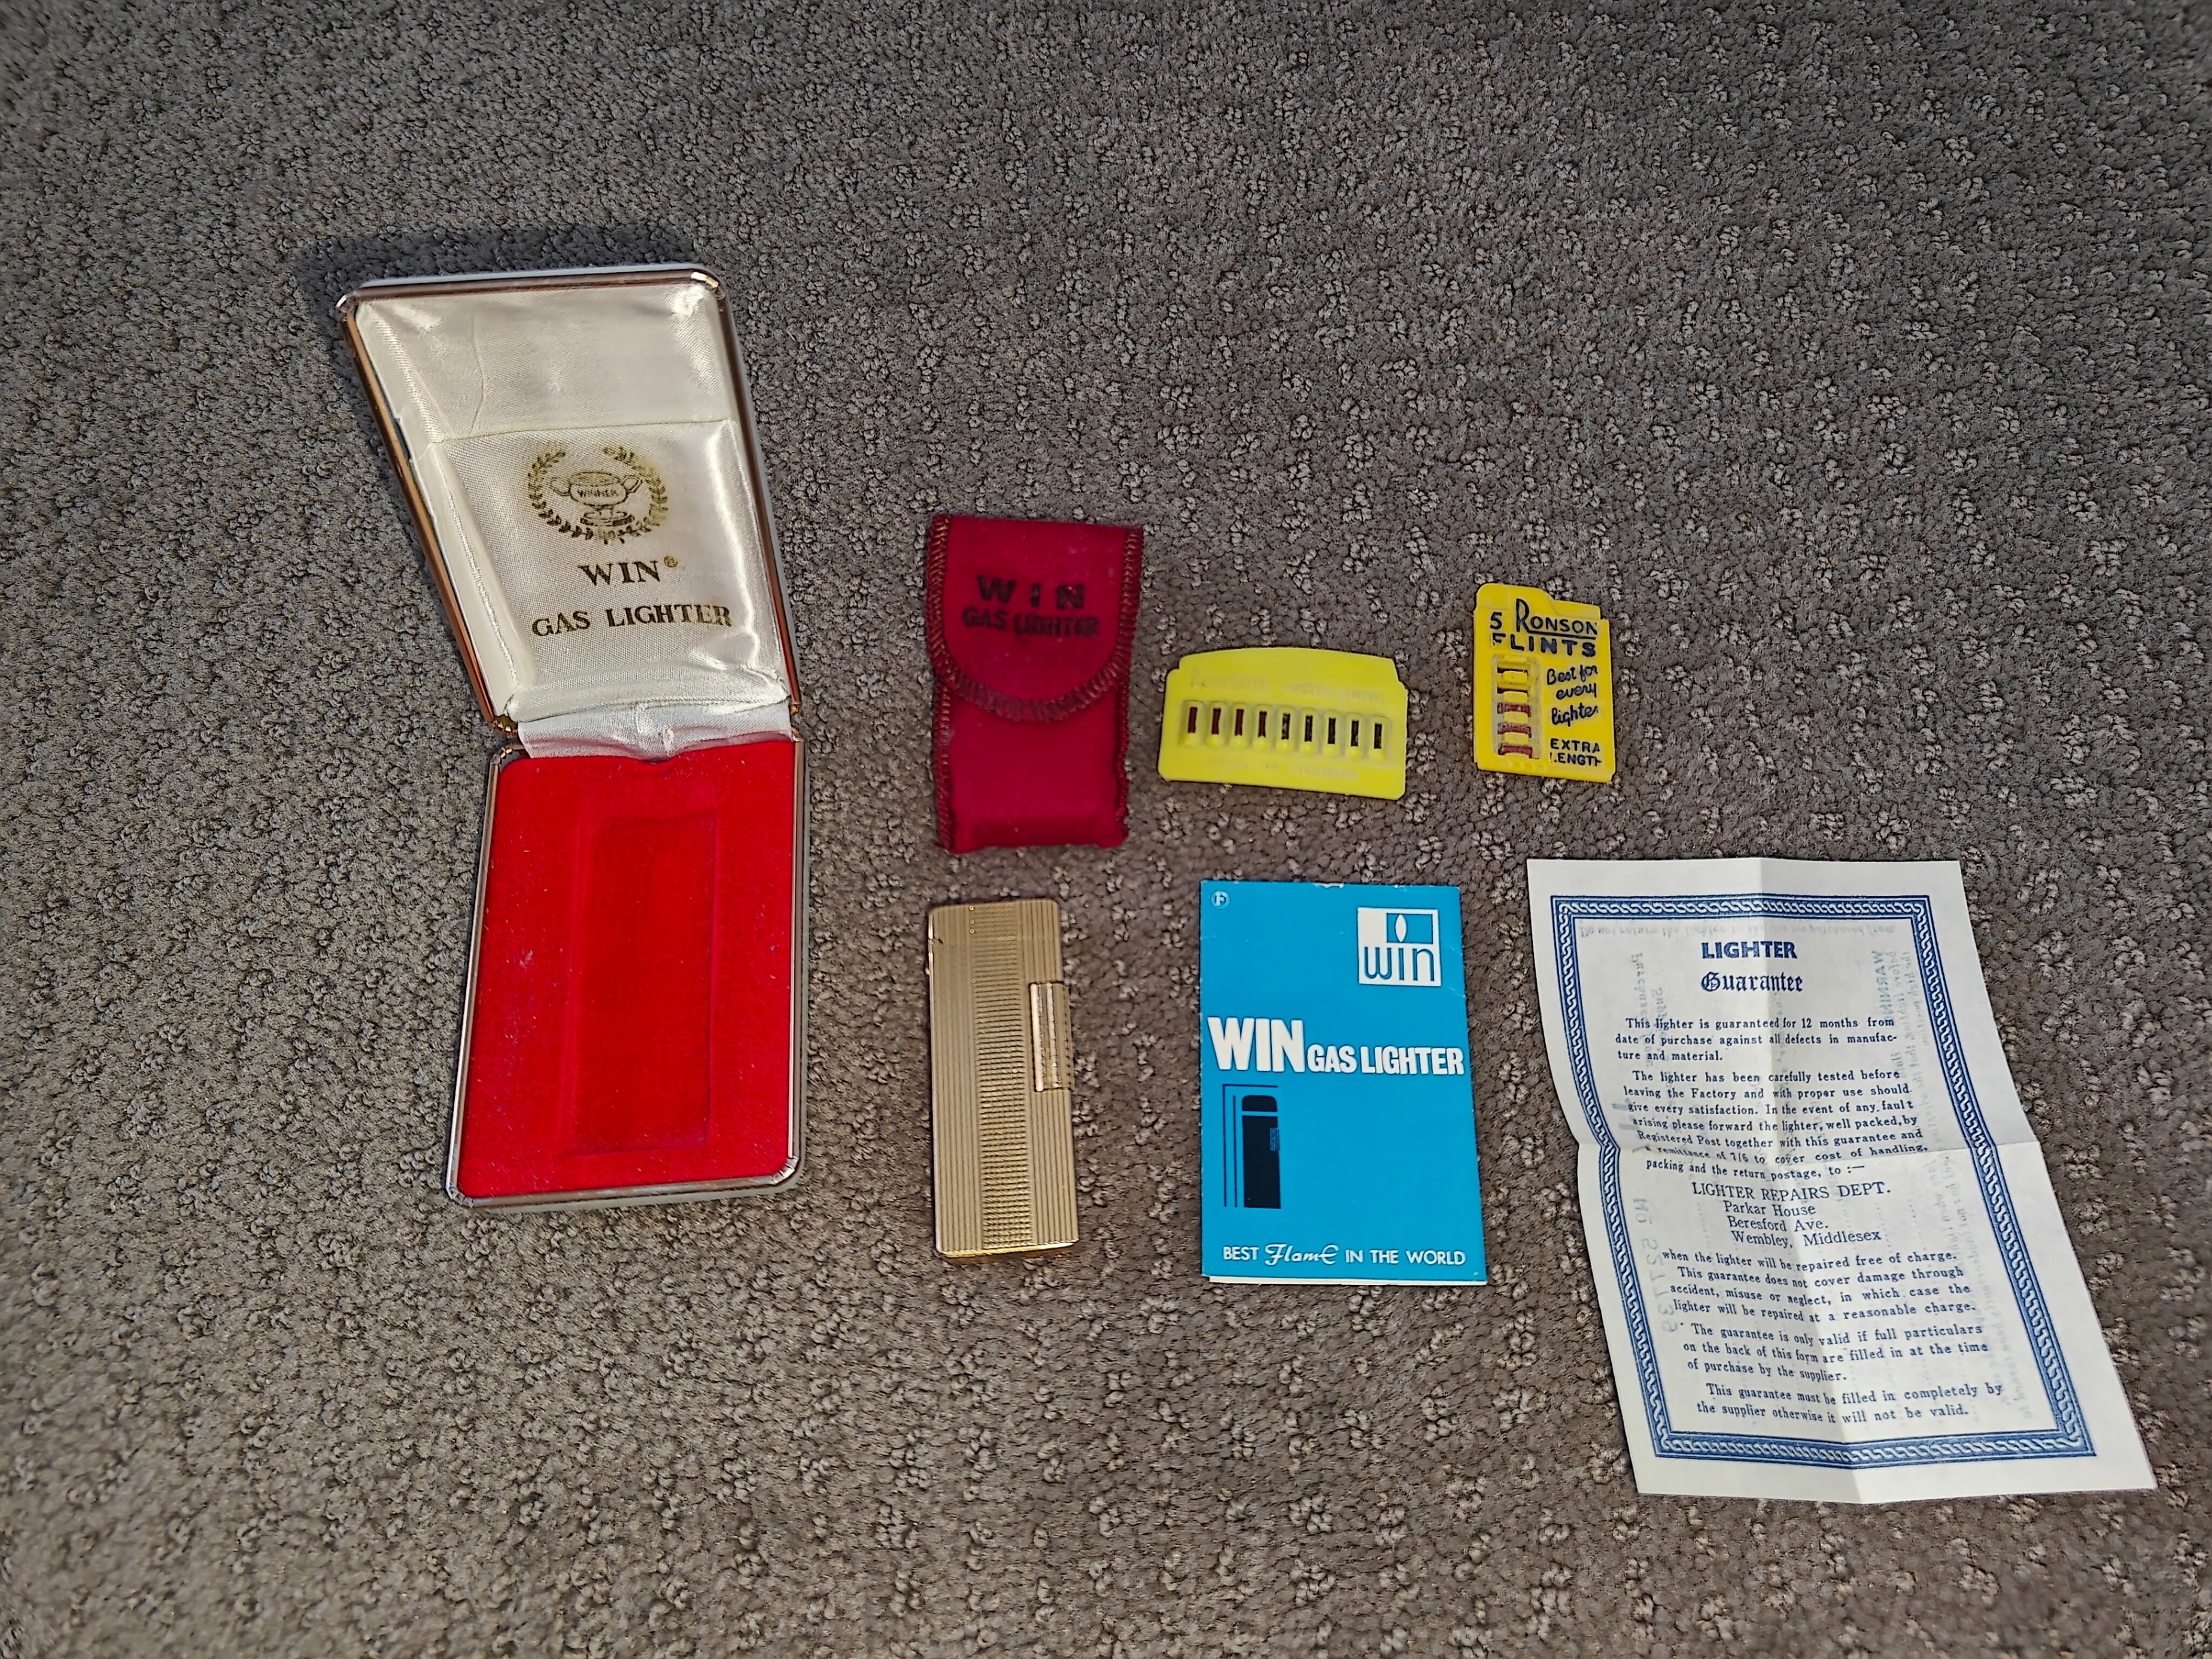 WINNER
WIN®
GAS LIGHTER
WIN
GAS LIGHTER
5 RONSON
FLINTS
Best for
every
lighter
EXTRA
LENGTH
F
win
WIN GAS LIGHTER
BEST Flame IN THE WORLD
LIGHTER
Guarantee
This lighter is guaranteed for 12 months from
date of purchase against all defects in manufac-
ture and material.
The lighter has been carefully tested before
leaving the Factory and with proper use should
give every satisfaction. In the event of any fault
arising please forward the lighter, well packed, by
Registered Post together with this guarantee and
a remittance of 7/6 to cover cost of handling,
packing and the return postage, to :—
LIGHTER REPAIRS DEPT.
Parkar House
Beresford Ave.
Wembley, Middlesex
when the lighter will be repaired free of charge.
This guarantee does not cover damage through
accident, misuse or neglect, in which case the
lighter will be repaired at a reasonable charge.
The guarantee is only valid if full particulars
on the back of this form are filled in at the time
of purchase by the supplier.
This guarantee must be filled in completely by
the supplier otherwise it will not be valid.